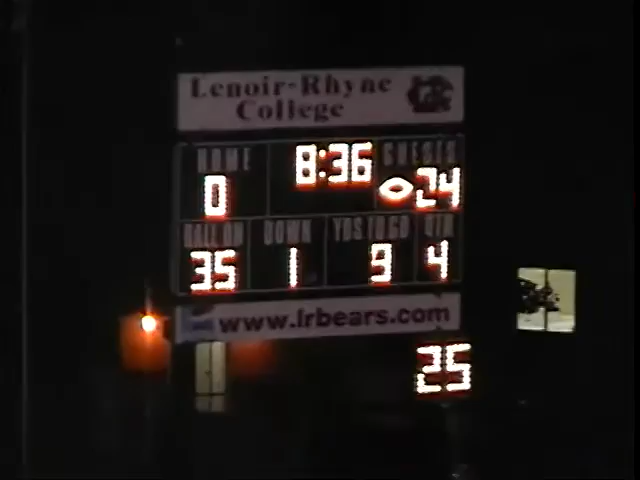 Lenoir-Rhyne
College
HOME 8:36 GUESTS
0 24
BALL ON DOWN YDS TO GO QTR
35 1 9 4
www.lrbears.com
25